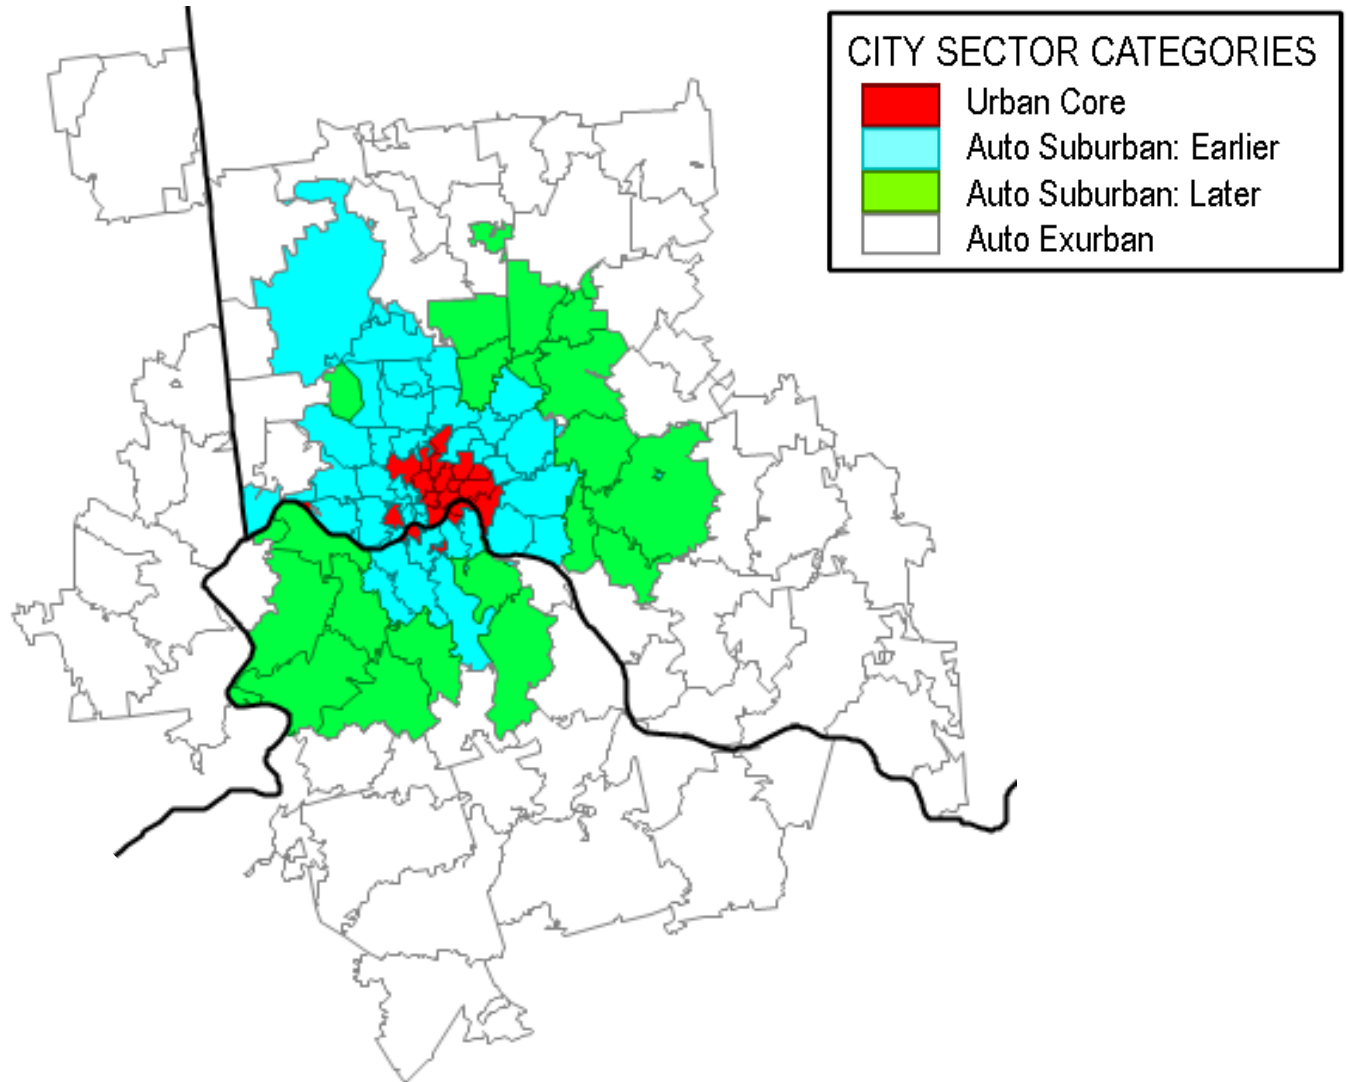 CITY SECTOR CATEGORIES
Urban Core
Auto Suburban: Earlier
Auto Suburban: Later
Auto Exurban